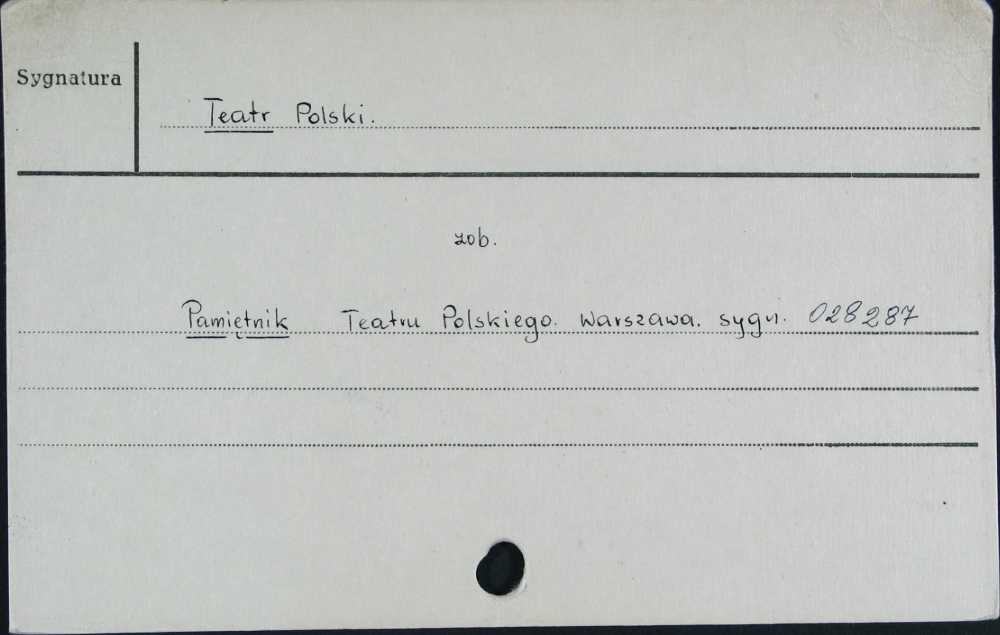 Sygnatura
Teatr Polski.
zob.
Pamiętnik Teatru Polskiego. Warszawa. sygn. 028287